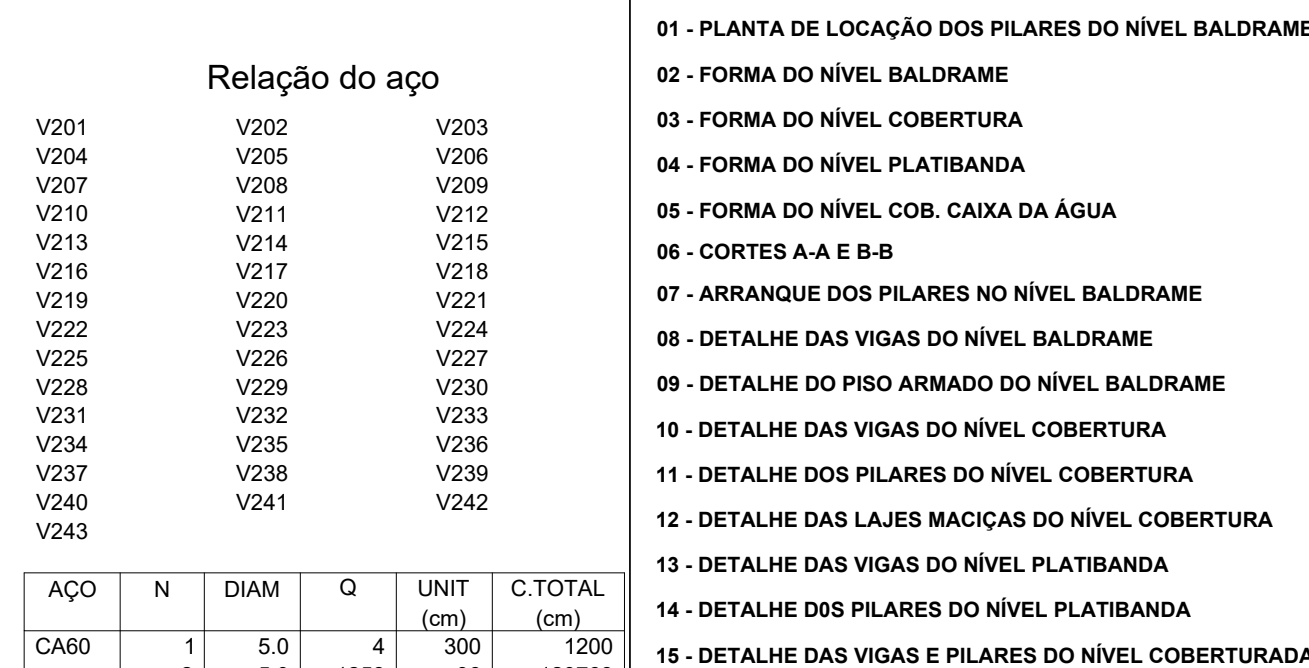 Relação do aço
V201 V202 V203
V204 V205 V206
V207 V208 V209
V210 V211 V212
V213 V214 V215
V216 V217 V218
V219 V220 V221
V222 V223 V224
V225 V226 V227
V228 V229 V230
V231 V232 V233
V234 V235 V236
V237 V238 V239
V240 V241 V242
V243
AÇO N DIAM Q UNIT C.TOTAL
(cm) (cm)
CA60 1 5.0 4 300 1200
01 - PLANTA DE LOCAÇÃO DOS PILARES DO NÍVEL BALDRAME
02 - FORMA DO NÍVEL BALDRAME
03 - FORMA DO NÍVEL COBERTURA
04 - FORMA DO NÍVEL PLATIBANDA
05 - FORMA DO NÍVEL COB. CAIXA DA ÁGUA
06 - CORTES A-A E B-B
07 - ARRANQUE DOS PILARES NO NÍVEL BALDRAME
08 - DETALHE DAS VIGAS DO NÍVEL BALDRAME
09 - DETALHE DO PISO ARMADO DO NÍVEL BALDRAME
10 - DETALHE DAS VIGAS DO NÍVEL COBERTURA
11 - DETALHE DOS PILARES DO NÍVEL COBERTURA
12 - DETALHE DAS LAJES MACIÇAS DO NÍVEL COBERTURA
13 - DETALHE DAS VIGAS DO NÍVEL PLATIBANDA
14 - DETALHE D0S PILARES DO NÍVEL PLATIBANDA
15 - DETALHE DAS VIGAS E PILARES DO NÍVEL COBERTURADA